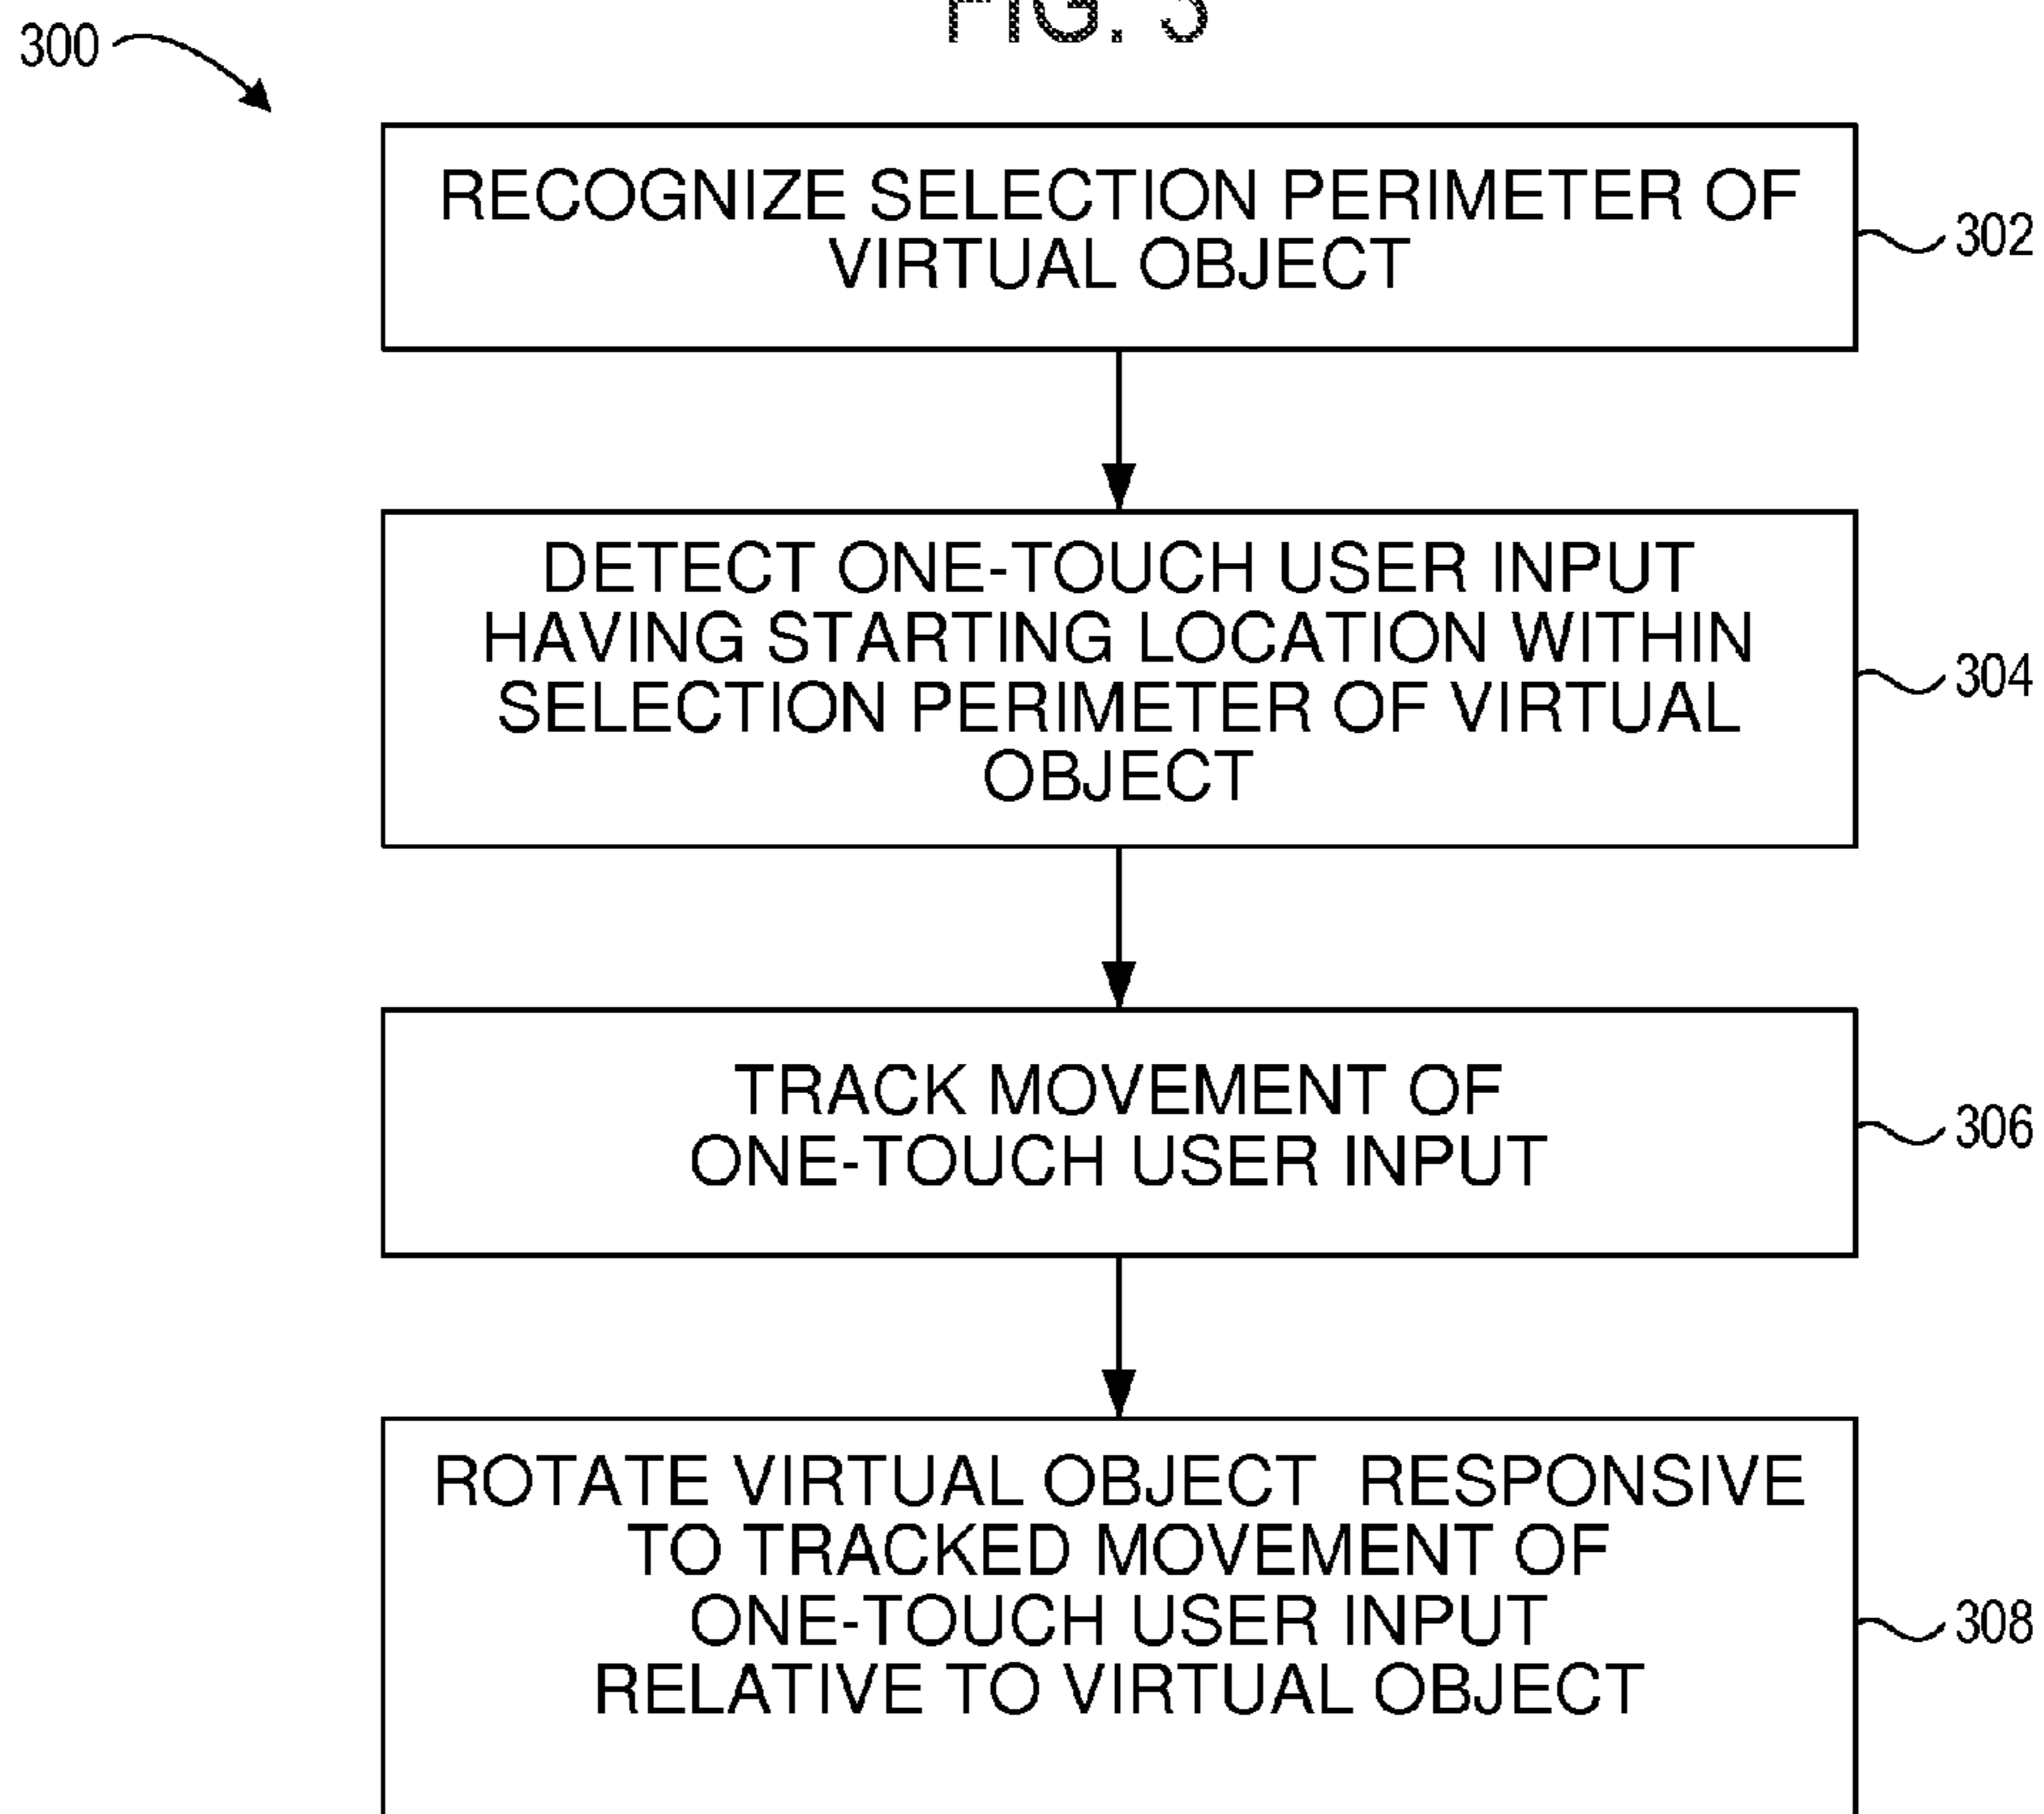 FIG. 3
300
RECOGNIZE SELECTION PERIMETER OF
VIRTUAL OBJECT
302
DETECT ONE-TOUCH USER INPUT
HAVING STARTING LOCATION WITHIN
SELECTION PERIMETER OF VIRTUAL
OBJECT
304
TRACK MOVEMENT OF
ONE-TOUCH USER INPUT
306
ROTATE VIRTUAL OBJECT RESPONSIVE
TO TRACKED MOVEMENT OF
ONE-TOUCH USER INPUT
RELATIVE TO VIRTUAL OBJECT
308